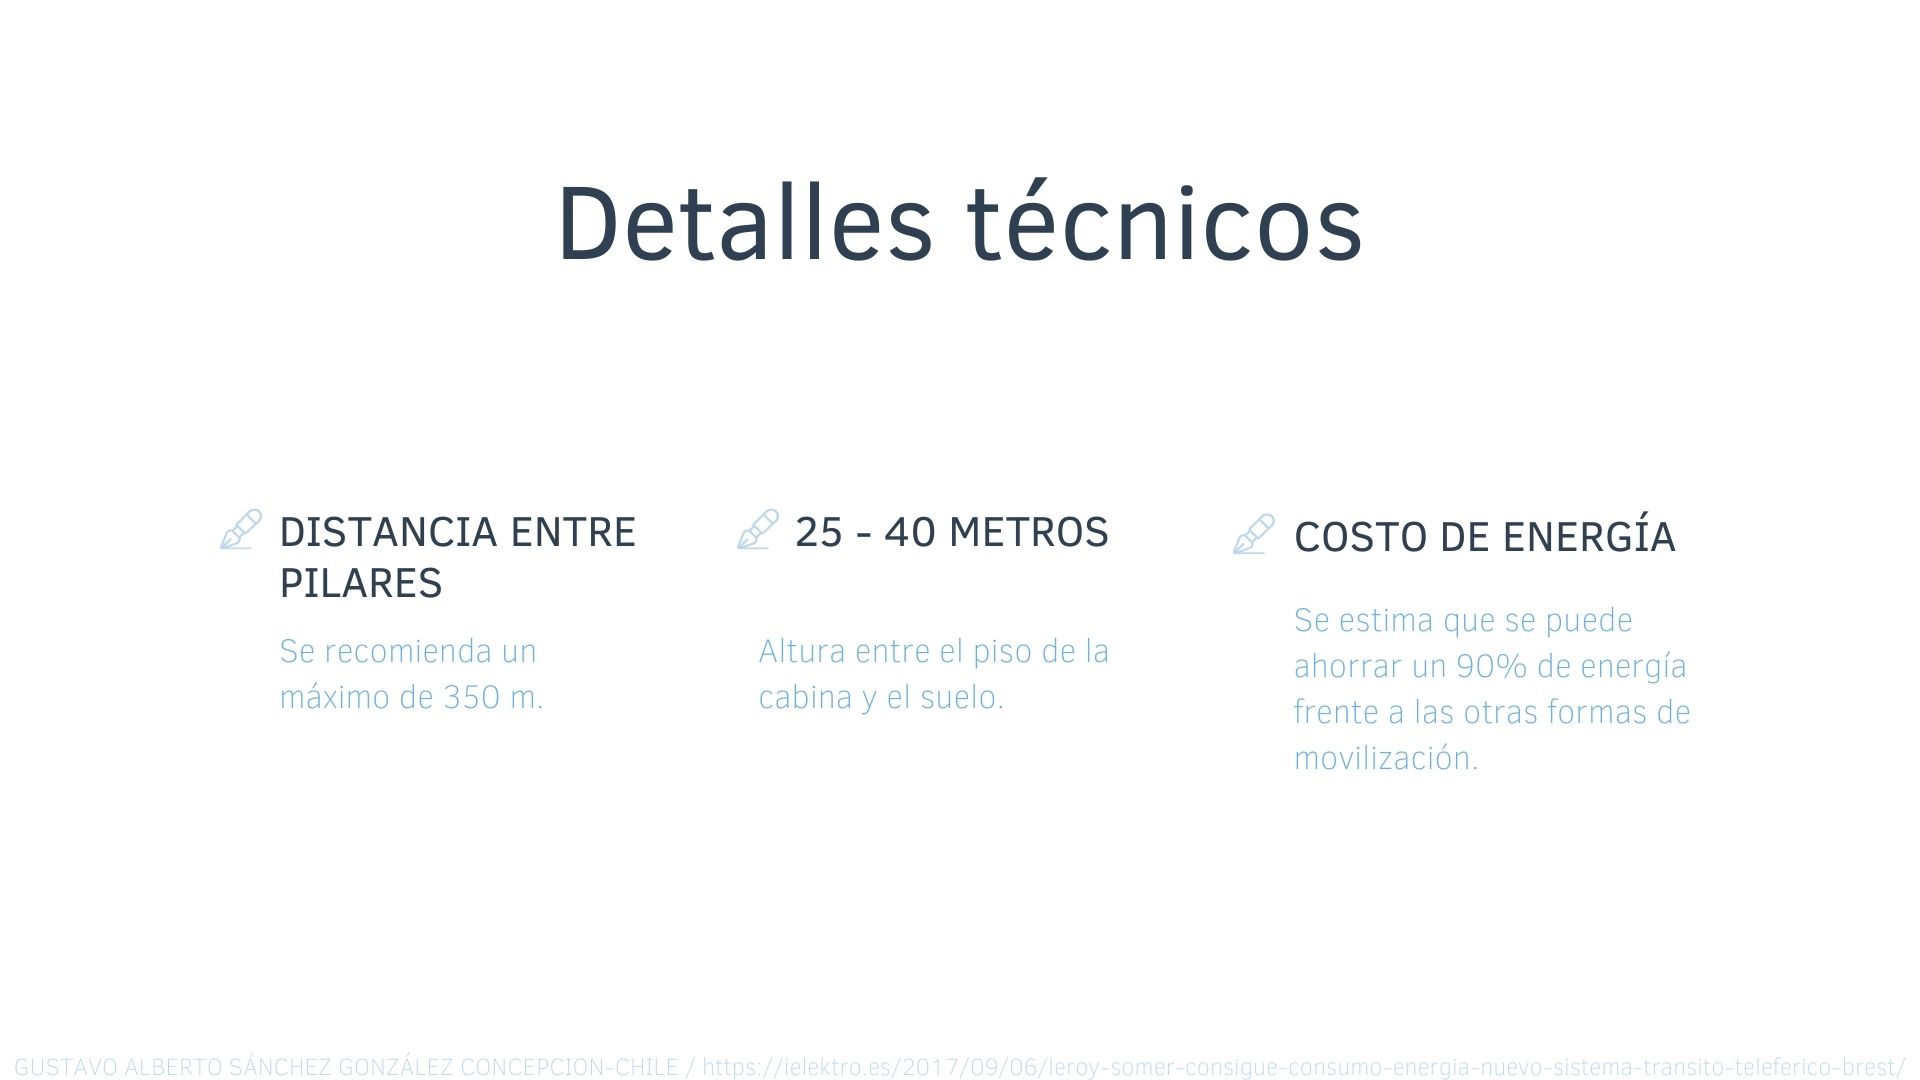 Detalles técnicos
DISTANCIA ENTRE
PILARES
Se recomienda un
máximo de 350 m.
25 - 40 METROS
Altura entre el piso de la
cabina y el suelo.
COSTO DE ENERGÍA
Se estima que se puede
ahorrar un 90% de energía
frente a las otras formas de
movilización.
GUSTAVO ALBERTO SÁNCHEZ GONZÁLEZ CONCEPCION-CHILE / https://ielektro.es/2017/09/06/leroy-somer-consigue-consumo-energia-nuevo-sistema-transito-teleferico-brest/